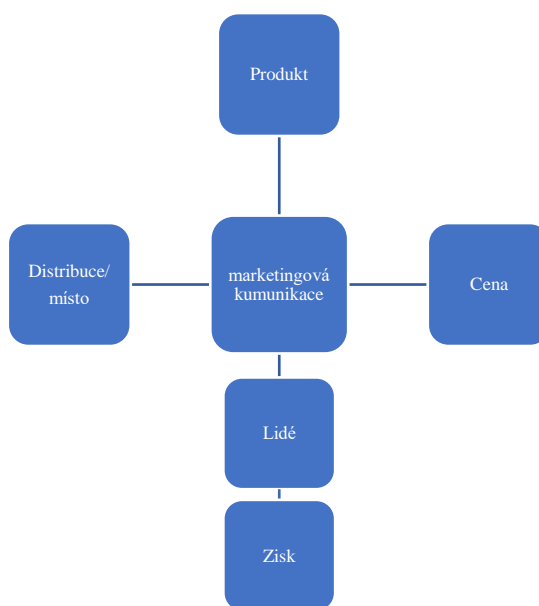 Produkt
Distribuce/
místo
marketingová
kumunikace
Cena
Lidé
Zisk